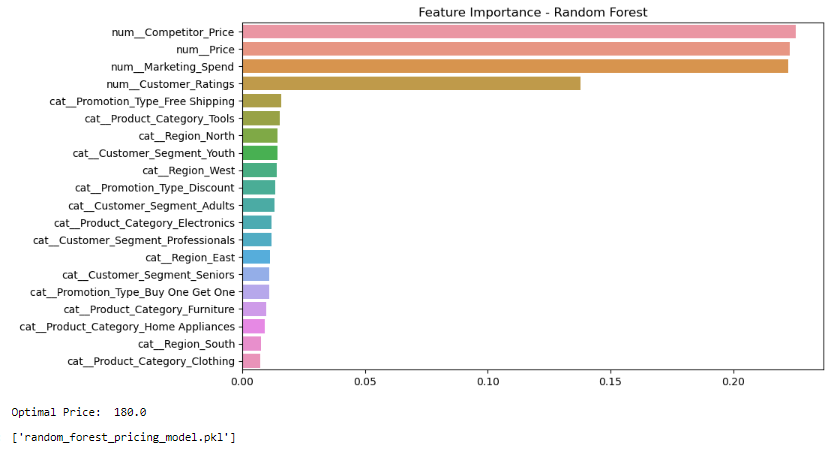 Feature Importance - Random Forest
num__Competitor_Price
num__Price
num__Marketing_Spend
num__Customer_Ratings
cat__Promotion_Type_Free Shipping
cat__Product_Category_Tools
cat__Region_North
cat__Customer_Segment_Youth
cat__Region_West
cat__Promotion_Type_Discount
cat__Customer_Segment_Adults
cat__Product_Category_Electronics
cat__Customer_Segment_Professionals
cat__Region_East
cat__Customer_Segment_Seniors
cat__Promotion_Type_Buy One Get One
cat__Product_Category_Furniture
cat__Product_Category_Home Appliances
cat__Region_South
cat__Product_Category_Clothing
0.00 0.05 0.10 0.15 0.20
Optimal Price:  180.0
['random_forest_pricing_model.pkl']